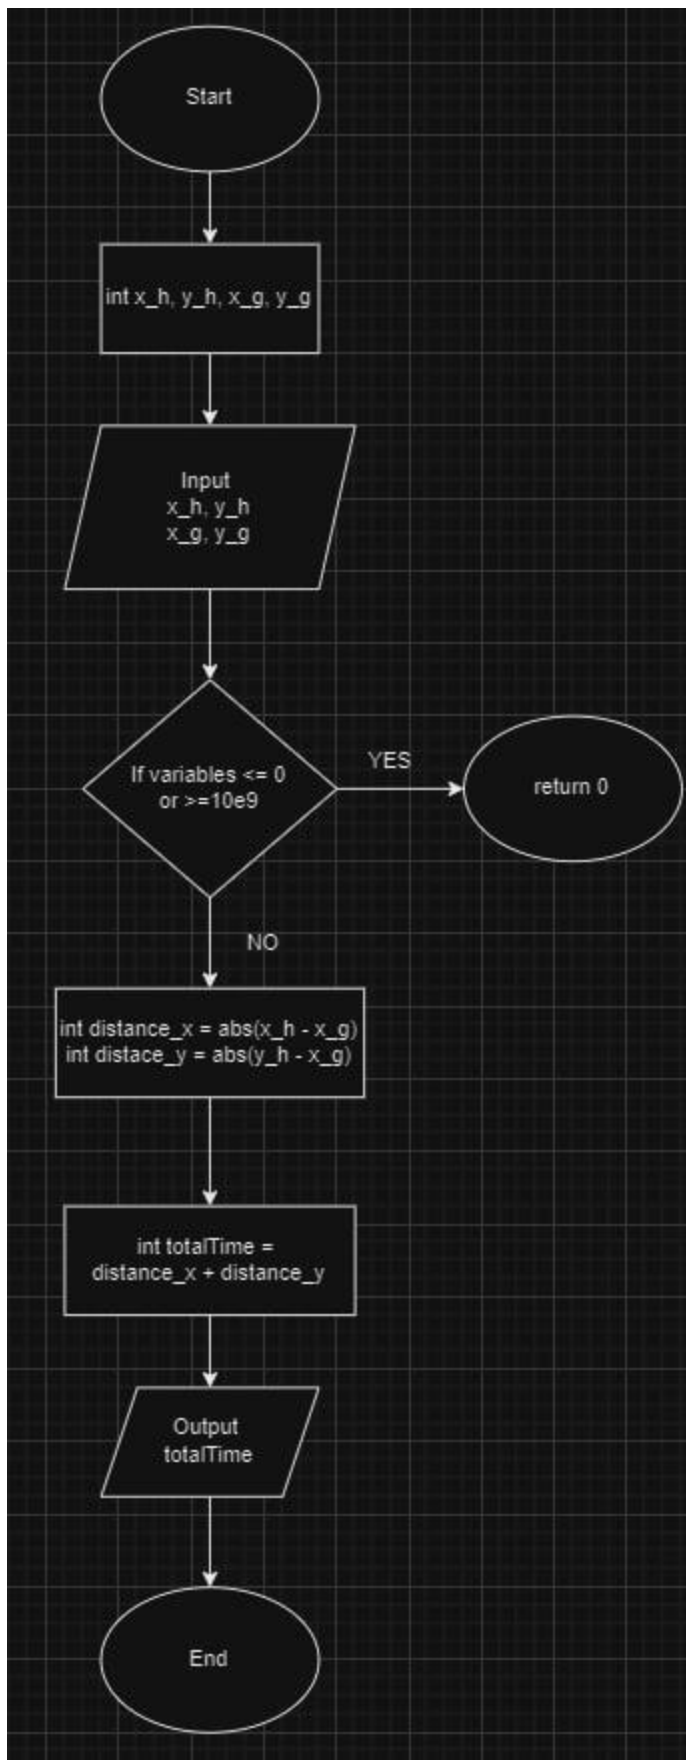 Start
int x_h, y_h, x_g, y_g
Input
x_h, y_h
x_g, y_g
If variables <= 0
or >=10e9
YES
return 0
NO
int distance_x = abs(x_h - x_g)
int distace_y = abs(y_h - x_g)
int totalTime =
distance_x + distance_y
Output
totalTime
End